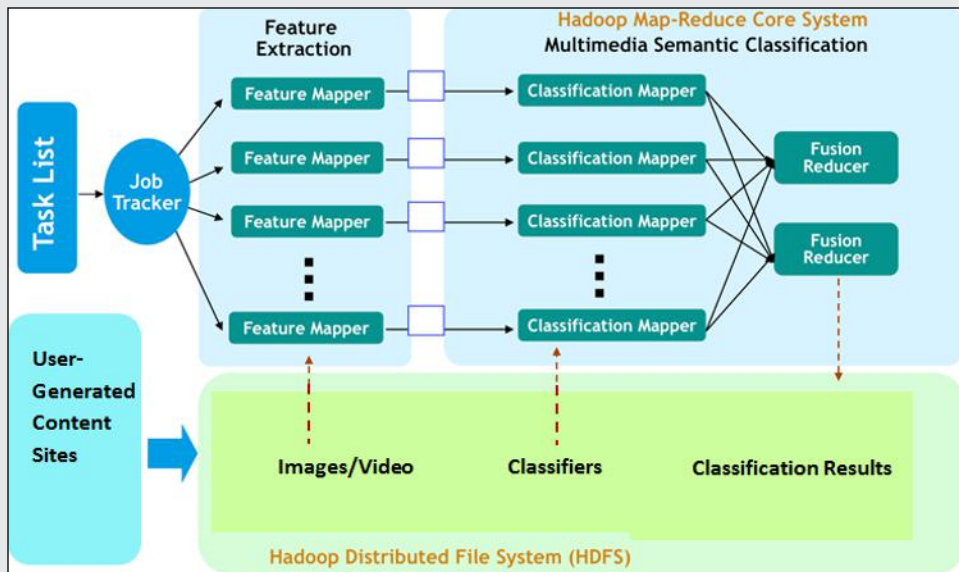 Hadoop Map-Reduce Core System
Feature
Extraction
Multimedia Semantic Classification
Task List
Job
Tracker
Feature Mapper
Feature Mapper
Feature Mapper
Feature Mapper
Classification Mapper
Classification Mapper
Classification Mapper
Classification Mapper
Fusion
Reducer
Fusion
Reducer
User-
Generated
Content
Sites
Images/Video
Classifiers
Classification Results
Hadoop Distributed File System (HDFS)